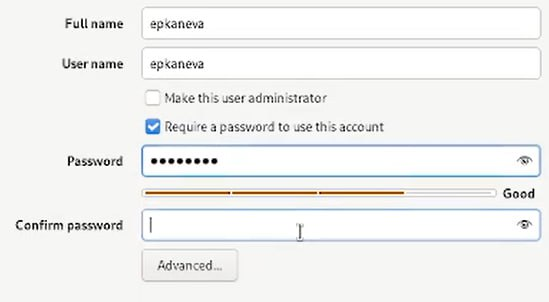 Full name epkaneva
User name epkaneva
Make this user administrator
Require a password to use this account
Password ••••••••
Good
Confirm password
Advanced...